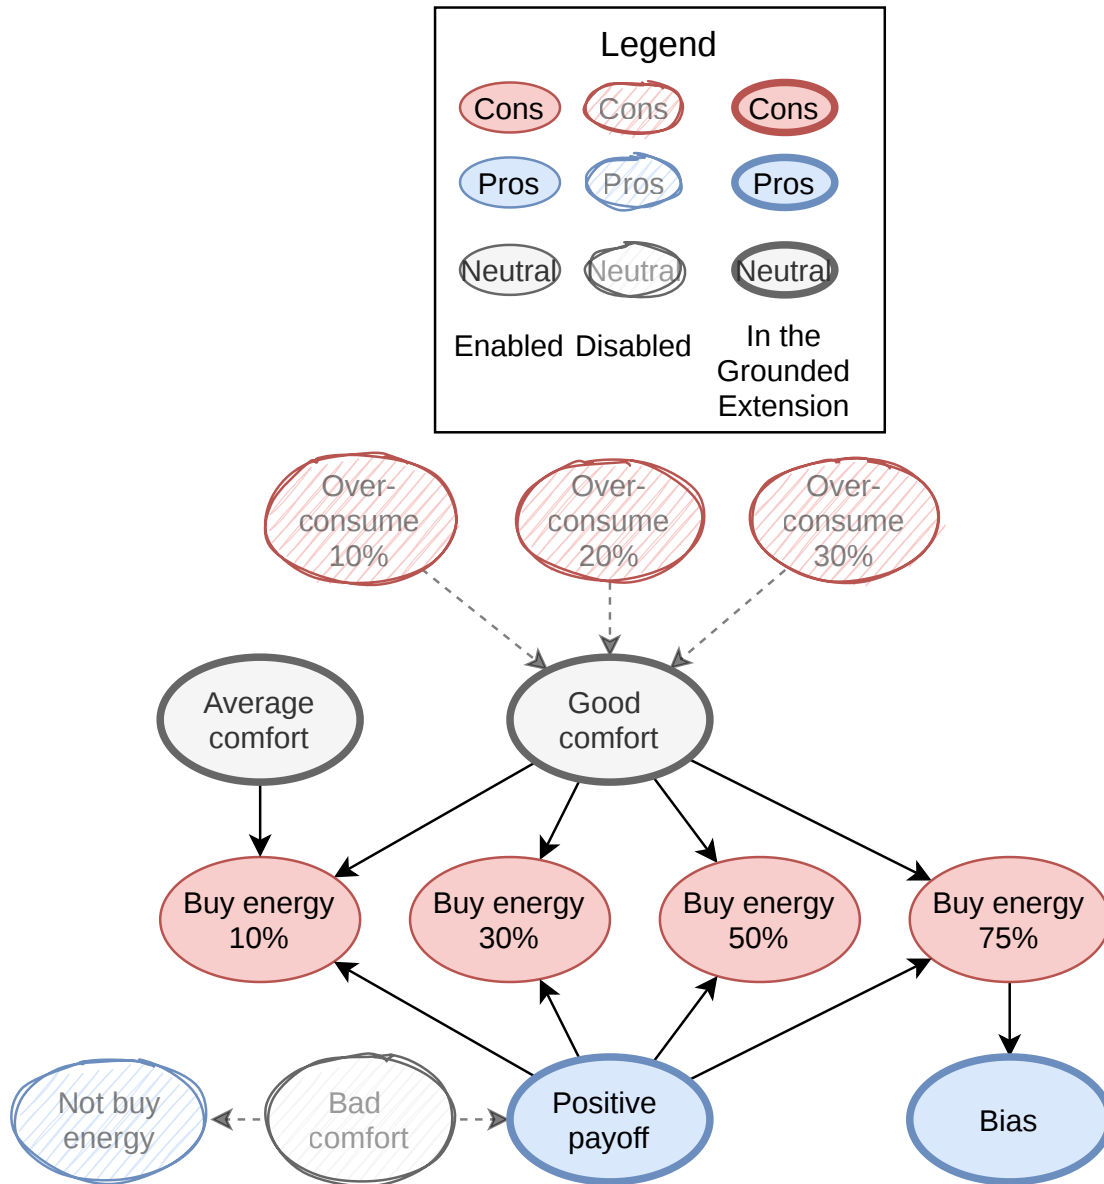 Legend
Cons Cons Cons
Pros Pros Pros
Neutral Neutral Neutral
Enabled Disabled In the
Grounded
Extension
Over-
consume
10%
Over-
consume
20%
Over-
consume
30%
Average
comfort
Good
comfort
Buy energy
10%
Buy energy
30%
Buy energy
50%
Buy energy
75%
Not buy
energy
Bad
comfort
Positive
payoff
Bias